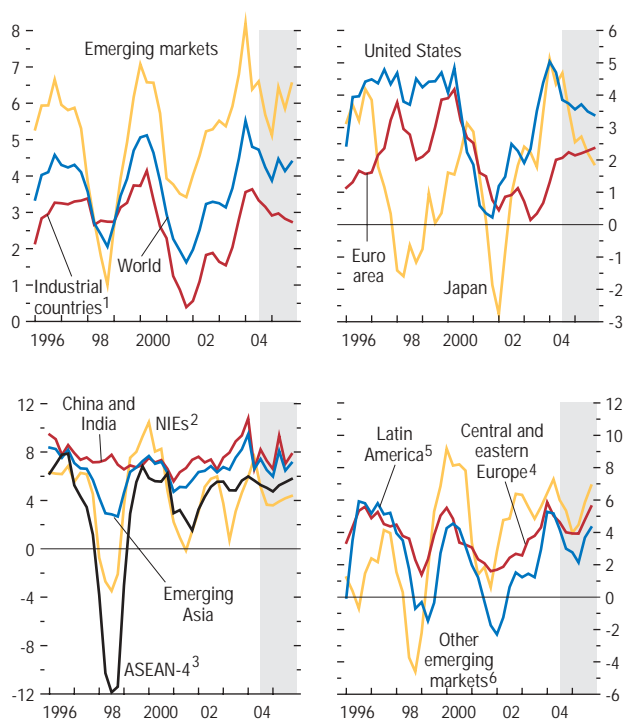 8
7
6
5
4
3
2
1
0
Emerging markets
World
Industrial
countries1
1996 98 2000 02 04
United States
Euro
area
Japan
6
5
4
3
2
1
0
-1
-2
-3
1996 98 2000 02 04
12
8
4
0
-4
-8
-12
China and
India
NIEs2
Emerging
Asia
ASEAN-43
1996 98 2000 02 04
Latin
America5
Central and
eastern
Europe4
Other
emerging
markets6
12
10
8
6
4
2
0
-2
-4
-6
1996 98 2000 02 04